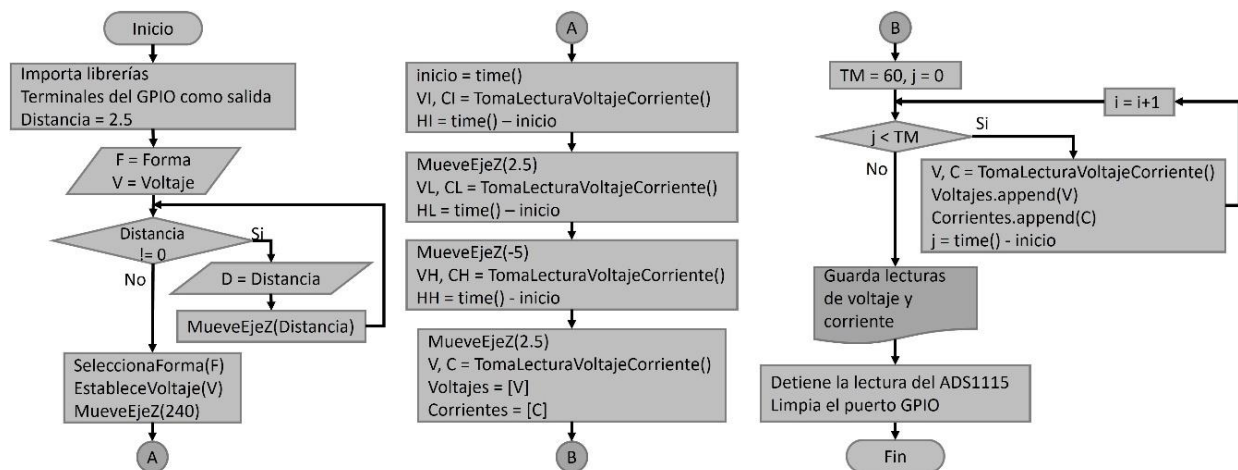 Inicio
Importa librerías
Terminales del GPIO como salida
Distancia = 2.5
F = Forma
V = Voltaje
Distancia
!= 0
Si
No
D = Distancia
MueveEjeZ(Distancia)
SeleccionaForma(F)
EstableceVoltaje(V)
MueveEjeZ(240)
A
A
inicio = time()
VI, CI = TomaLecturaVoltajeCorriente()
HI = time() – inicio
MueveEjeZ(2.5)
VL, CL = TomaLecturaVoltajeCorriente()
HL = time() – inicio
MueveEjeZ(-5)
VH, CH = TomaLecturaVoltajeCorriente()
HH = time() - inicio
MueveEjeZ(2.5)
V, C = TomaLecturaVoltajeCorriente()
Voltajes = [V]
Corrientes = [C]
B
B
TM = 60, j = 0
i = i+1
j < TM
Si
No
V, C = TomaLecturaVoltajeCorriente()
Voltajes.append(V)
Corrientes.append(C)
j = time() - inicio
Guarda lecturas
de voltaje y
corriente
Detiene la lectura del ADS1115
Limpia el puerto GPIO
Fin